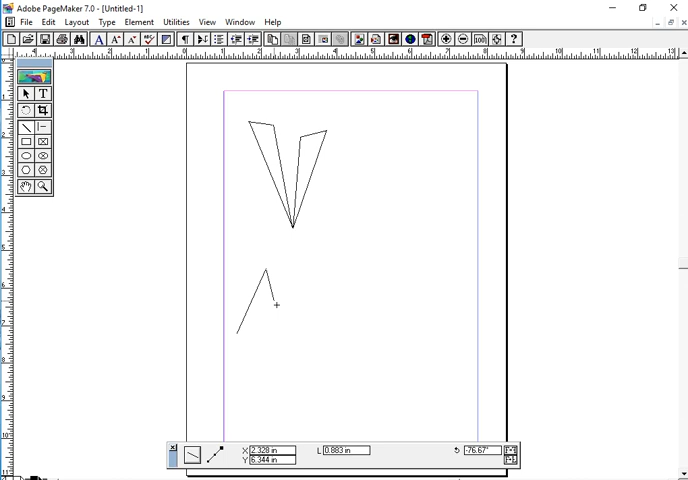 Adobe PageMaker 7.0 - [Untitled-1]
File Edit Layout Type Element Utilities View Window Help
X 2.328 in L 0.883 in -76.67°
Y 6.344 in